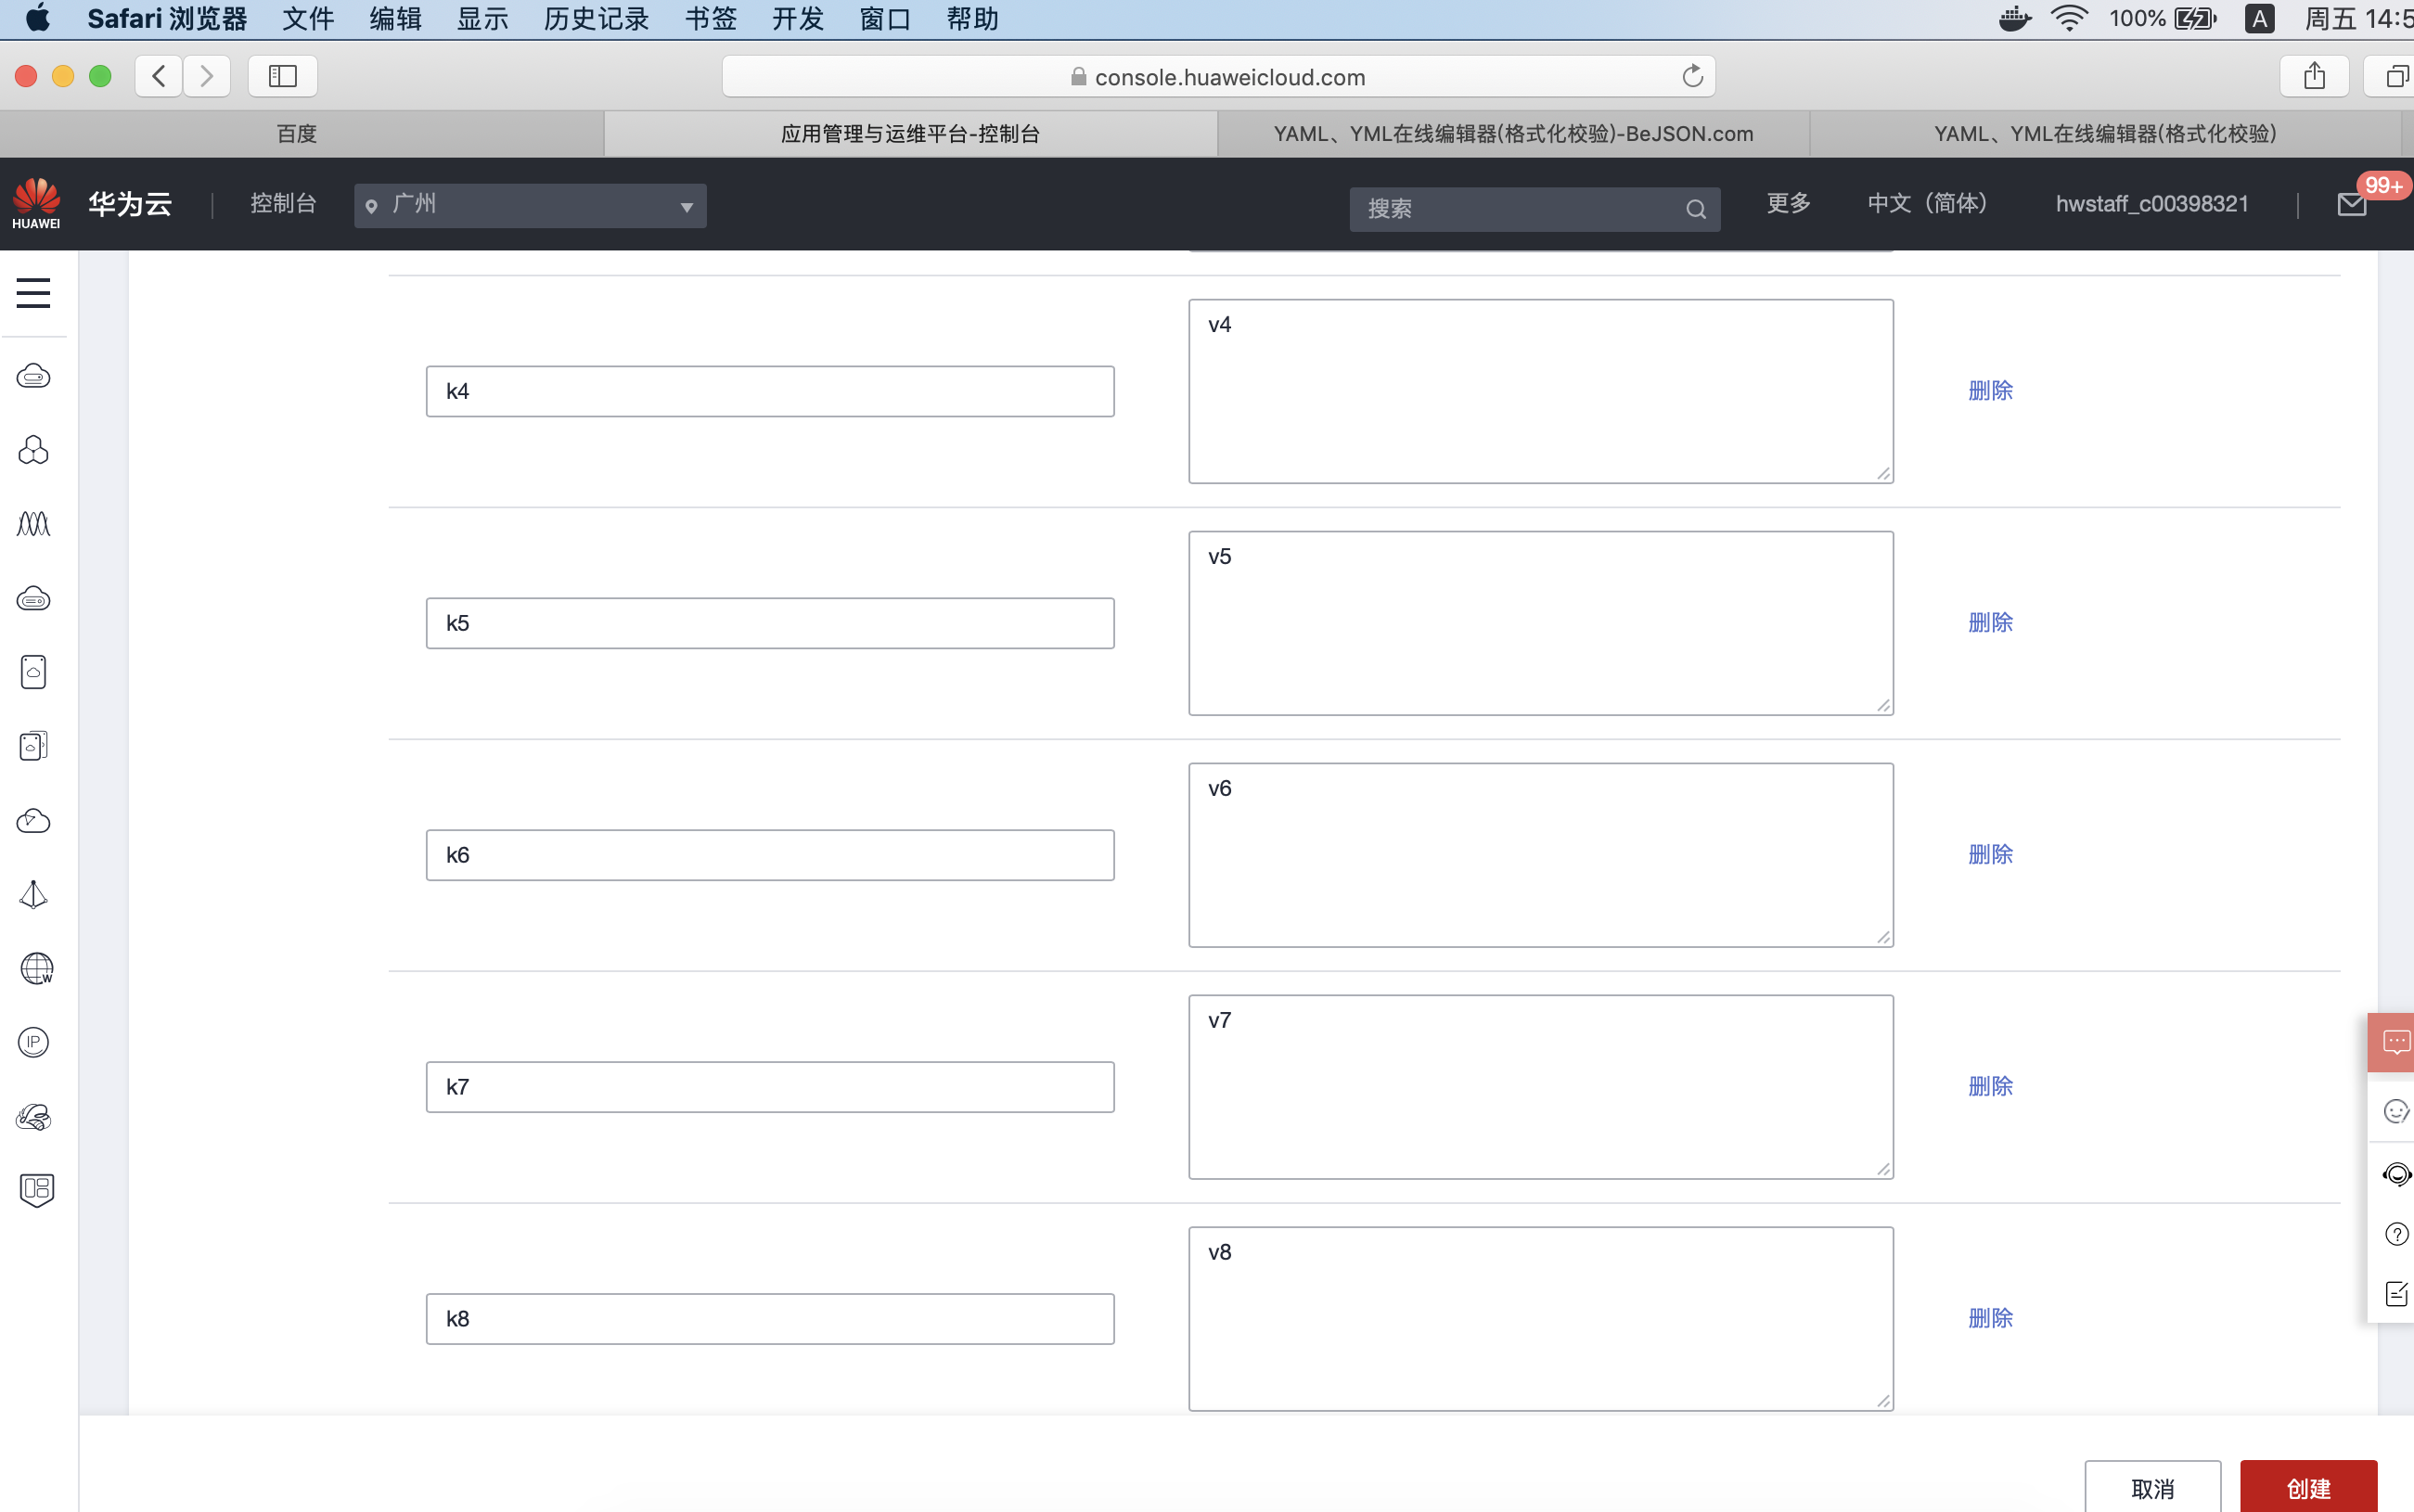 Safari 浏览器 文件 编辑 显示 历史记录 书签 开发 窗口 帮助 100% A 周五 14:5
console.huaweicloud.com
百度 应用管理与运维平台-控制台 YAML、YML在线编辑器(格式化校验)-BeJSON.com YAML、YML在线编辑器(格式化校验)
HUAWEI 华为云 控制台 广州 搜索 更多 中文（简体） hwstaff_c00398321 99+
v4
k4 删除
v5
k5 删除
v6
k6 删除
v7
k7 删除
v8
k8 删除
W
IP
取消 创建